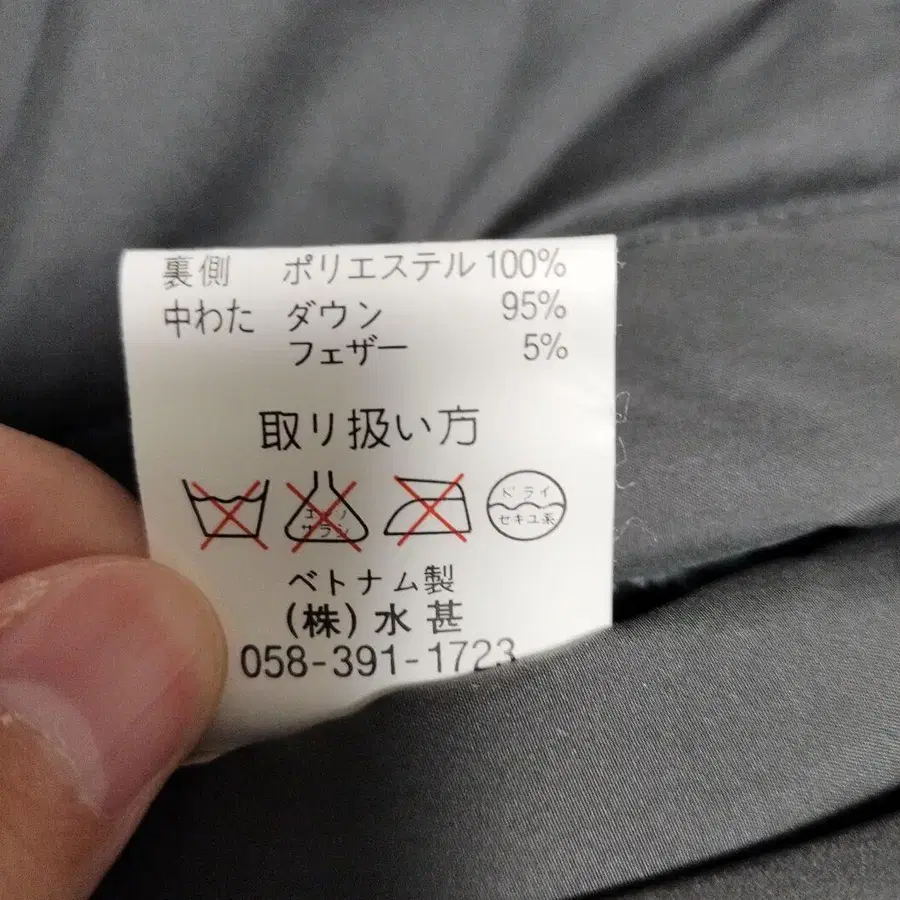 裏側 ポリエステル 100%
中わた ダウン 95%
フェザー 5%
取り扱い方
エンソ
サラシ
ドライ
セキユ系
ベトナム製
(株)水甚
058-391-1723